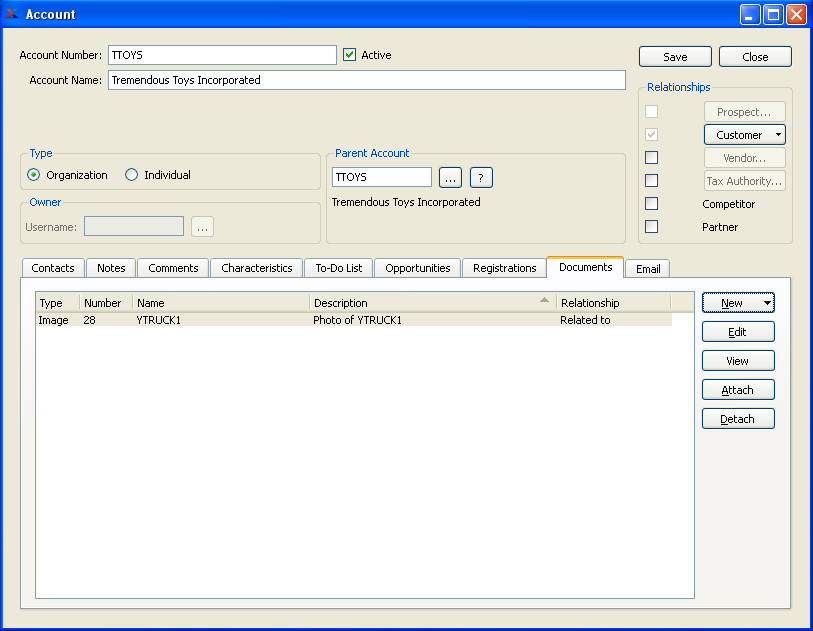 Account
Account Number: TTOYS Active Save Close
Account Name: Tremendous Toys Incorporated
Relationships
Prospect...
Customer
Vendor...
Tax Authority...
Competitor
Partner
Type
Organization Individual
Parent Account
TTOYS ... ?
Tremendous Toys Incorporated
Owner
Username: ...
Contacts Notes Comments Characteristics To-Do List Opportunities Registrations Documents Email
Type Number Name Description Relationship
Image 28 YTRUCK1 Photo of YTRUCK1 Related to
New
Edit
View
Attach
Detach